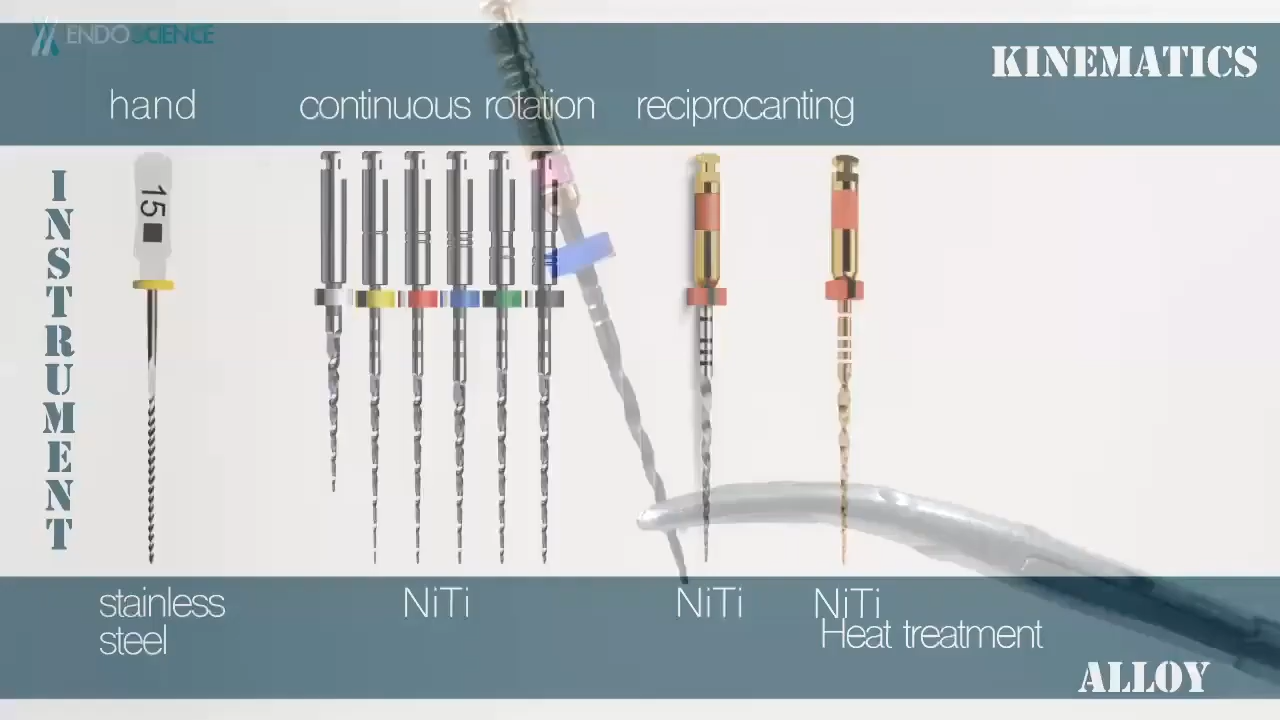 ENDOSCIENCE
KINEMATICS
hand
continuous rotation
reciprocanting
INSTRUMENT
15
stainless
steel
NiTi
NiTi
NiTi
Heat treatment
ALLOY